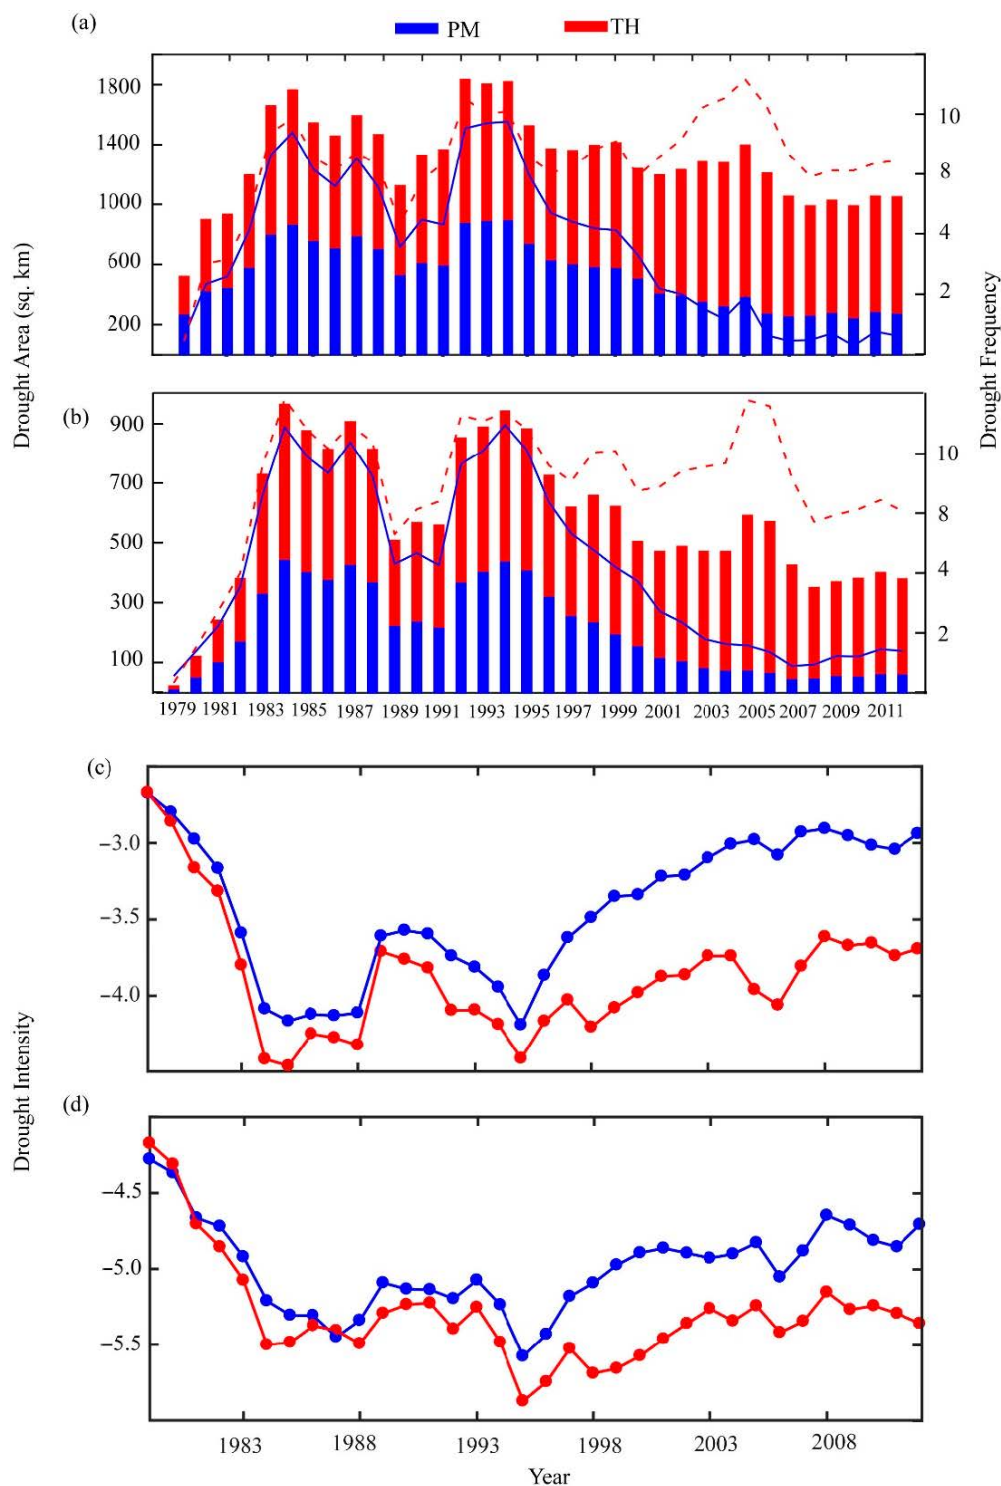 (a)
PM
TH
1800
1400
1000
600
200
10
8
4
2
Drought Area (sq. km)
Drought Frequency
(b)
900
700
500
300
100
10
8
4
2
1979 1981 1983 1985 1987 1989 1991 1993 1995 1997 1999 2001 2003 2005 2007 2009 2011
(c)
−3.0
−3.5
−4.0
Drought Intensity
(d)
−4.5
−5.0
−5.5
1983 1988 1993 1998 2003 2008
Year